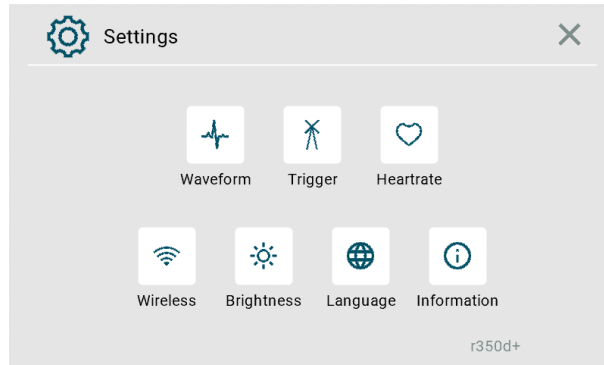 Settings
Waveform Trigger Heartrate
Wireless Brightness Language Information
r350d+